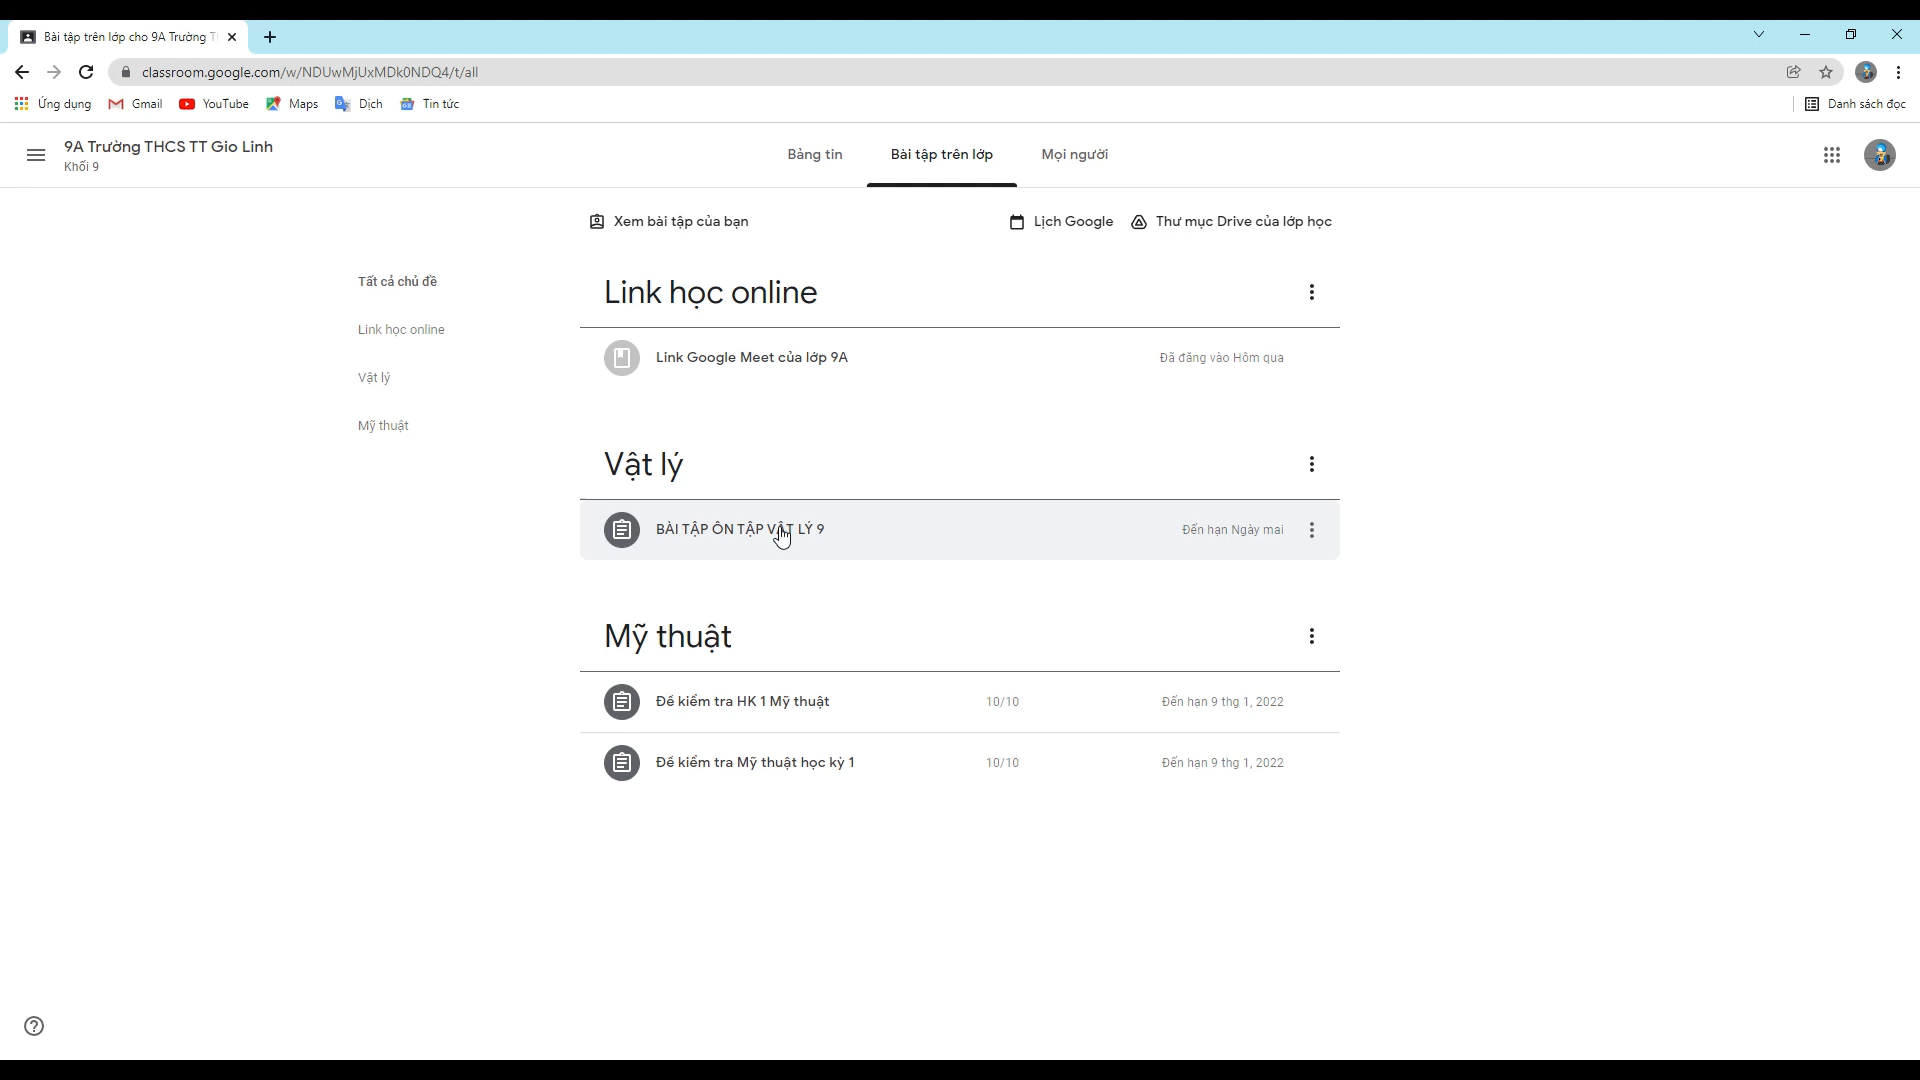 Bài tập trên lớp cho 9A Trường T
classroom.google.com/w/NDUwMjUxMDk0NDQ4/t/all
Ứng dụng Gmail YouTube Maps Dịch Tin tức Danh sách đọc
9A Trường THCS TT Gio Linh
Khối 9
Bảng tin Bài tập trên lớp Mọi người
Xem bài tập của bạn Lịch Google Thư mục Drive của lớp học
Tất cả chủ đề
Link học online
Vật lý
Mỹ thuật
Link học online
Link Google Meet của lớp 9A Đã đăng vào Hôm qua
Vật lý
BÀI TẬP ÔN TẬP VẬT LÝ 9 Đến hạn Ngày mai
Mỹ thuật
Đề kiểm tra HK 1 Mỹ thuật 10/10 Đến hạn 9 thg 1, 2022
Đề kiểm tra Mỹ thuật học kỳ 1 10/10 Đến hạn 9 thg 1, 2022